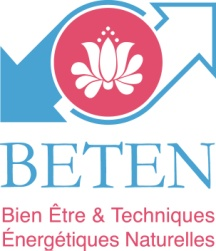 BETEN
Bien Être & Techniques
Énergétiques Naturelles